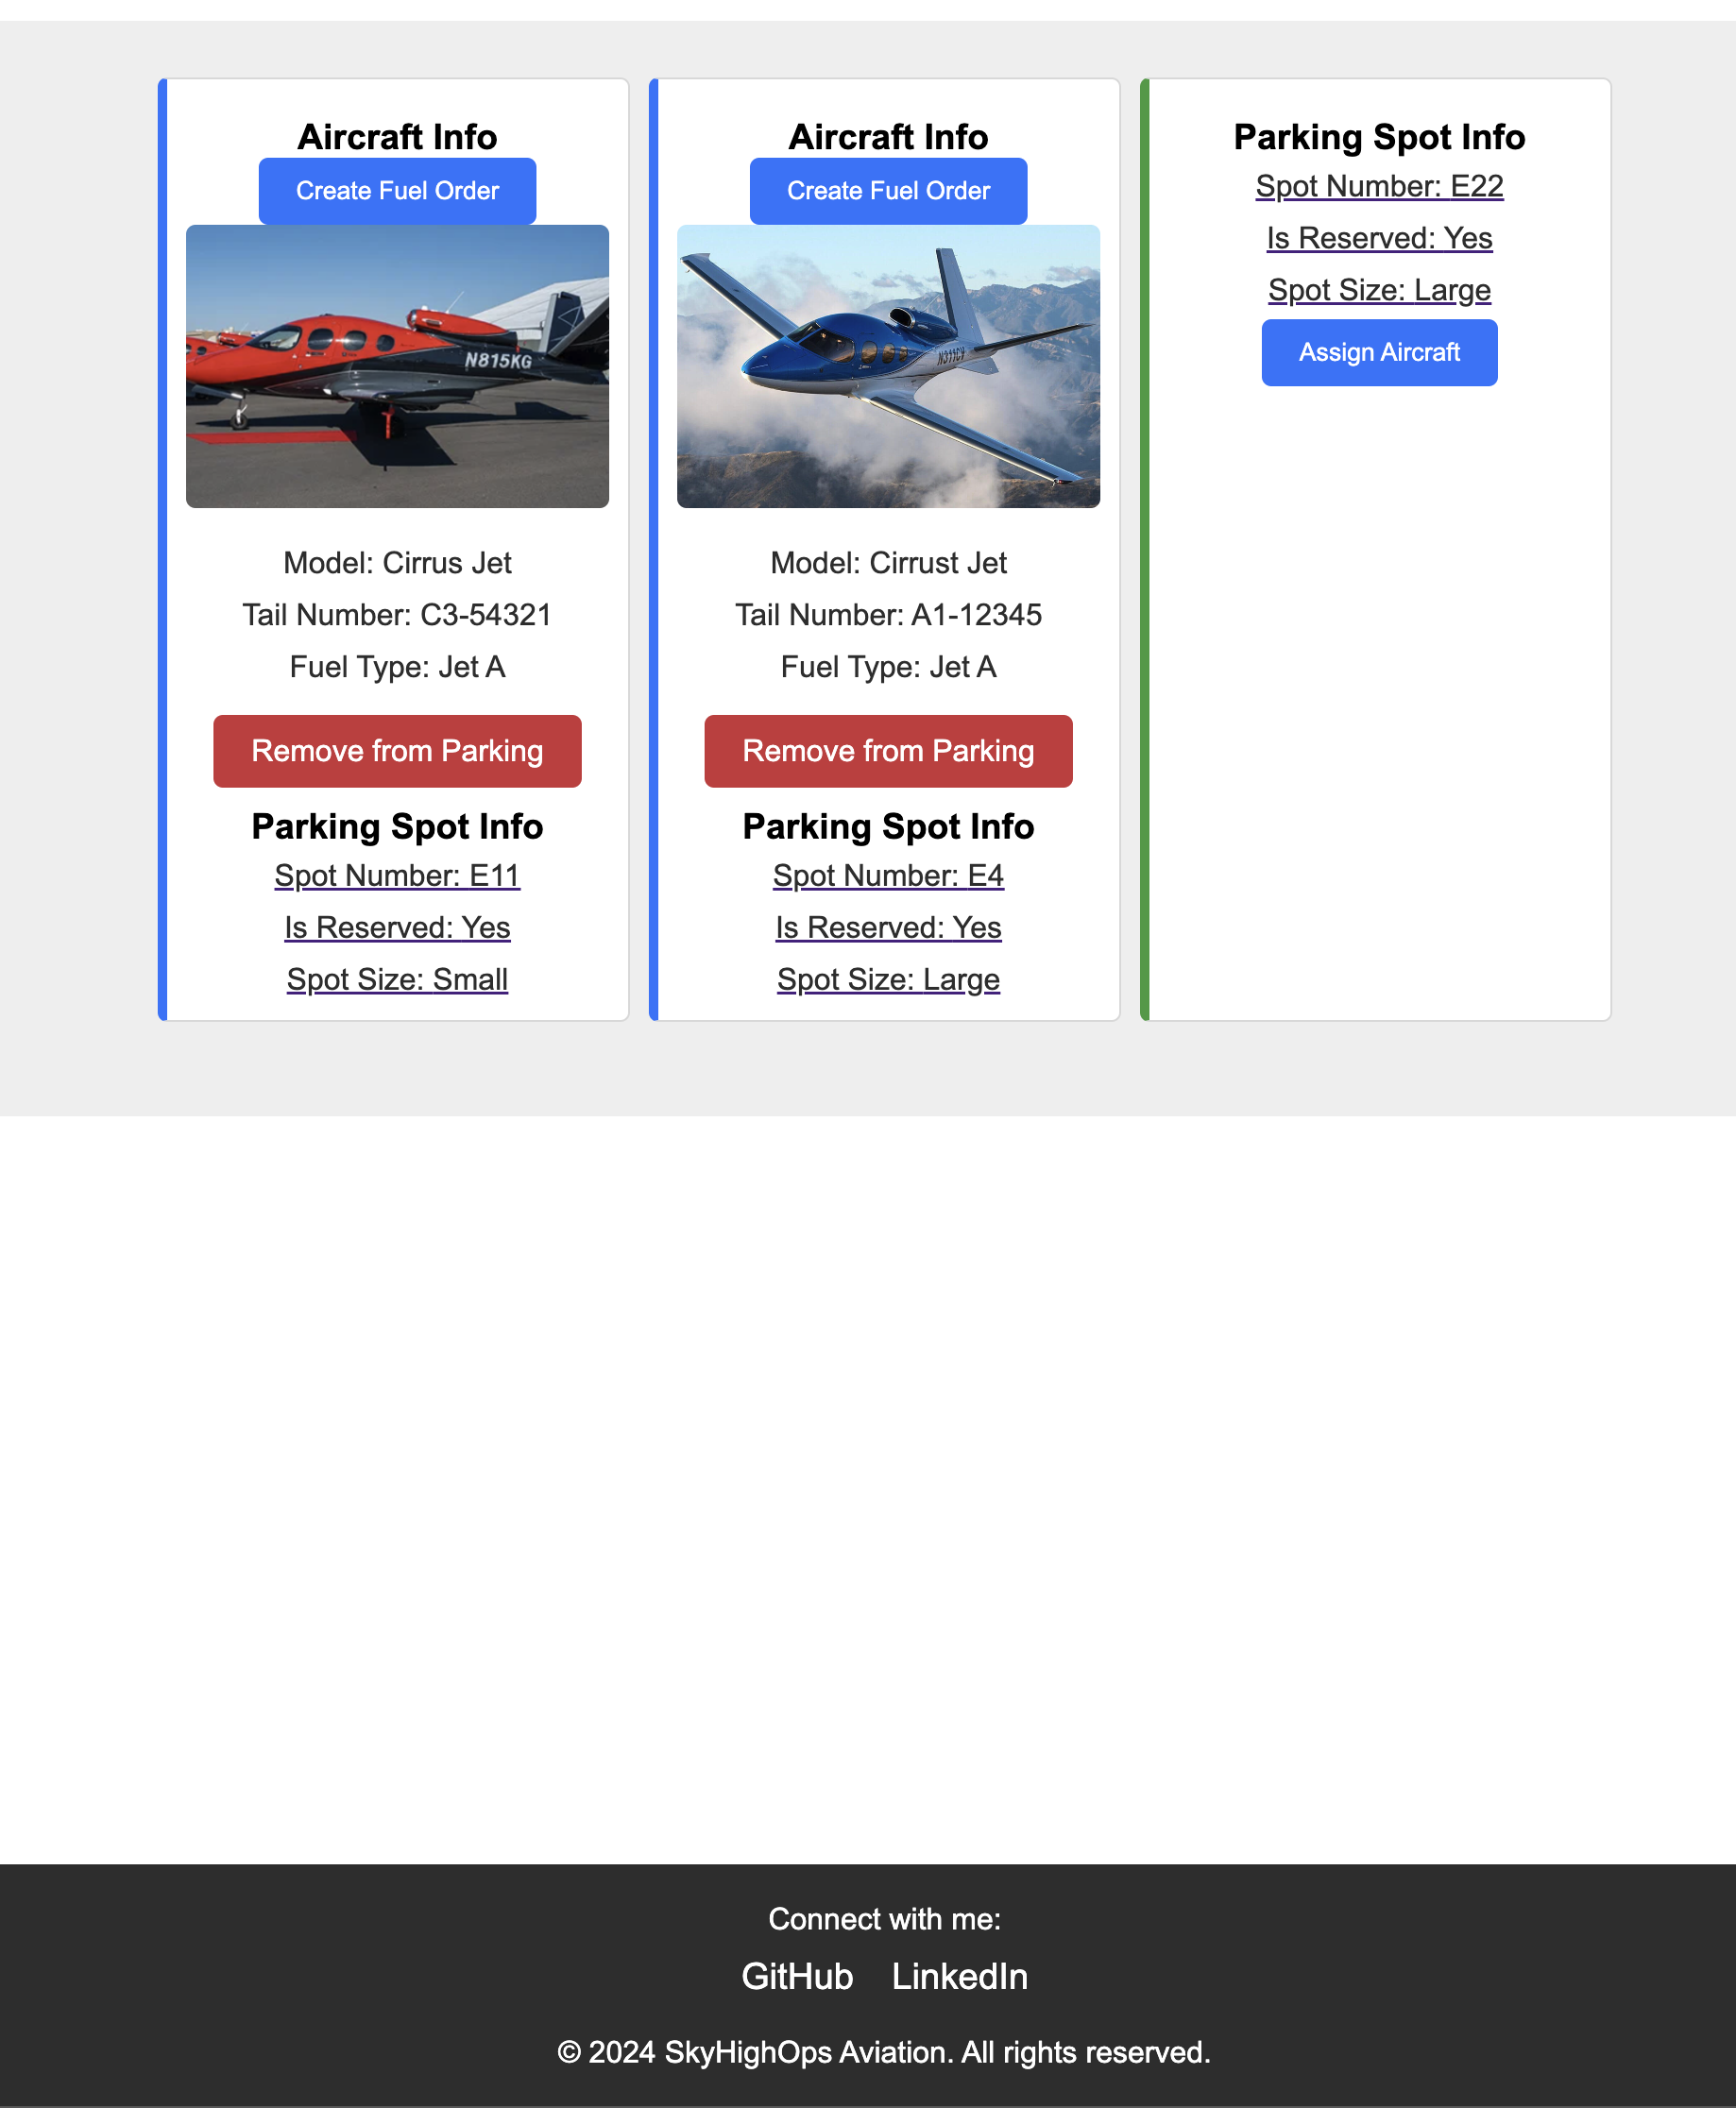 Aircraft Info
Create Fuel Order
N815KG
Model: Cirrus Jet
Tail Number: C3-54321
Fuel Type: Jet A
Remove from Parking
Parking Spot Info
Spot Number: E11
Is Reserved: Yes
Spot Size: Small
Aircraft Info
Create Fuel Order
N311CV
Model: Cirrust Jet
Tail Number: A1-12345
Fuel Type: Jet A
Remove from Parking
Parking Spot Info
Spot Number: E4
Is Reserved: Yes
Spot Size: Large
Parking Spot Info
Spot Number: E22
Is Reserved: Yes
Spot Size: Large
Assign Aircraft
Connect with me:
GitHub LinkedIn
© 2024 SkyHighOps Aviation. All rights reserved.